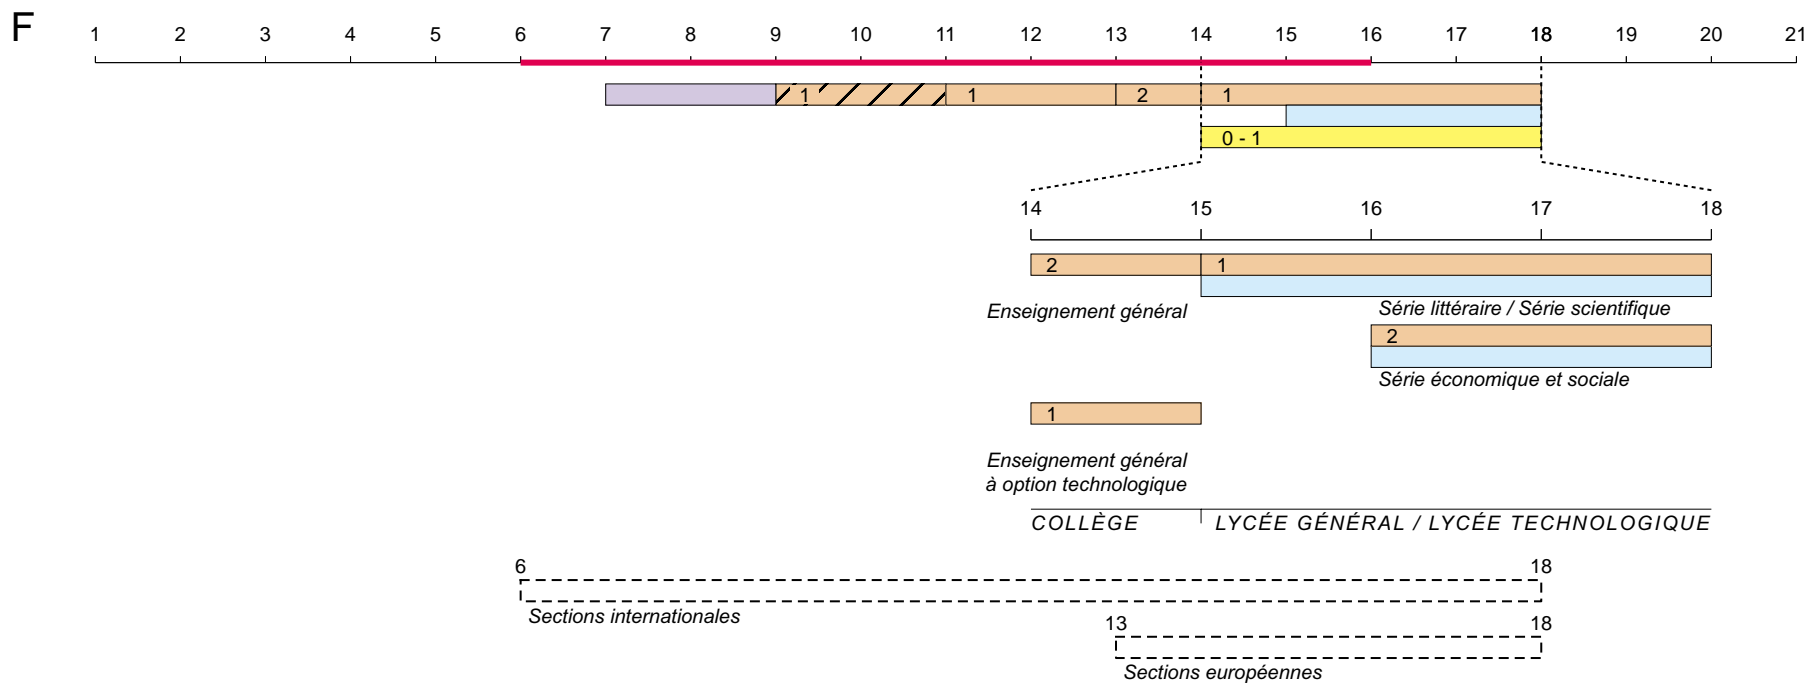 F
1 2 3 4 5 6 7 8 9 10 11 12 13 14 15 16 17 18 19 20 21
1 1 2 1
0 - 1
14 15 16 17 18
2 1
Enseignement général Série littéraire / Série scientifique
2
Série économique et sociale
1
Enseignement général
à option technologique
COLLÈGE LYCÉE GÉNÉRAL / LYCÉE TECHNOLOGIQUE
6 18
Sections internationales
13 18
Sections européennes